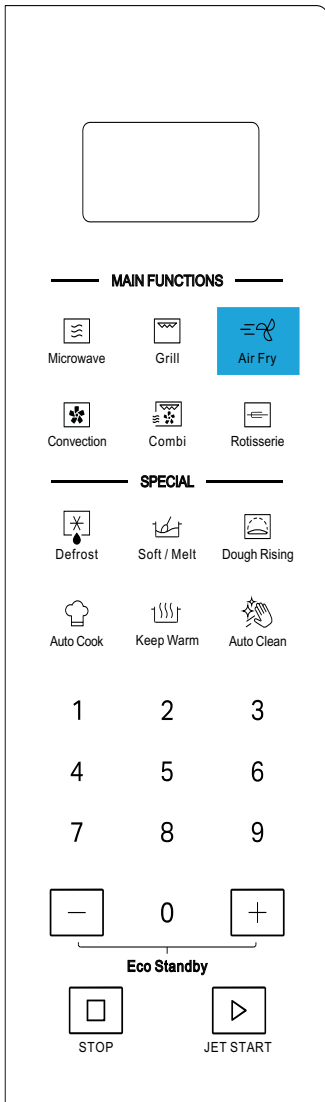 MAIN FUNCTIONS
Microwave Grill Air Fry
Convection Combi Rotisserie
SPECIAL
Defrost Soft / Melt Dough Rising
Auto Cook Keep Warm Auto Clean
1 2 3
4 5 6
7 8 9
− 0 +
Eco Standby
STOP JET START